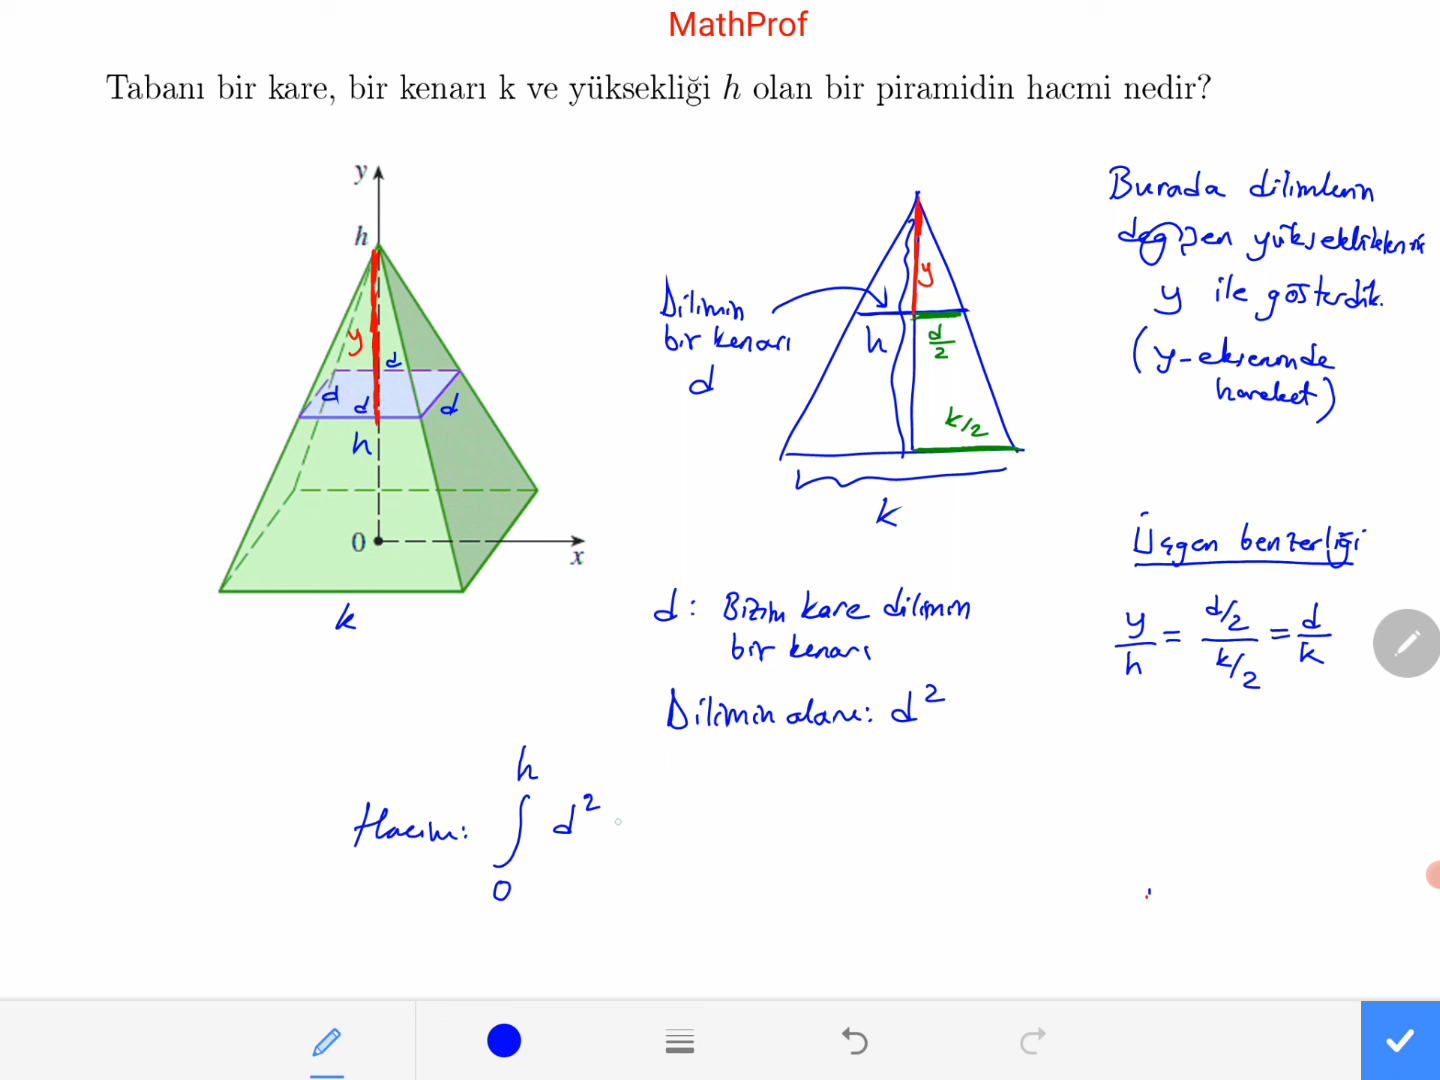 MathProf
Tabanı bir kare, bir kenarı k ve yüksekliği h olan bir piramidin hacmi nedir?
y
h
y
d
d
d
d
h
0
x
k
Dilimin
bir kenarı
d
y
h
d/2
k/2
k
Burada dilimlerin
değişen yüksekliklerini
y ile gösterdik.
(y-ekseninde
hareket)
Üçgen benzerliği
y/h = d/2 / k/2 = d/k
d: Bizim kare dilimin
bir kenarı
Dilimin alanı: d²
Hacim: ∫₀ʰ d²